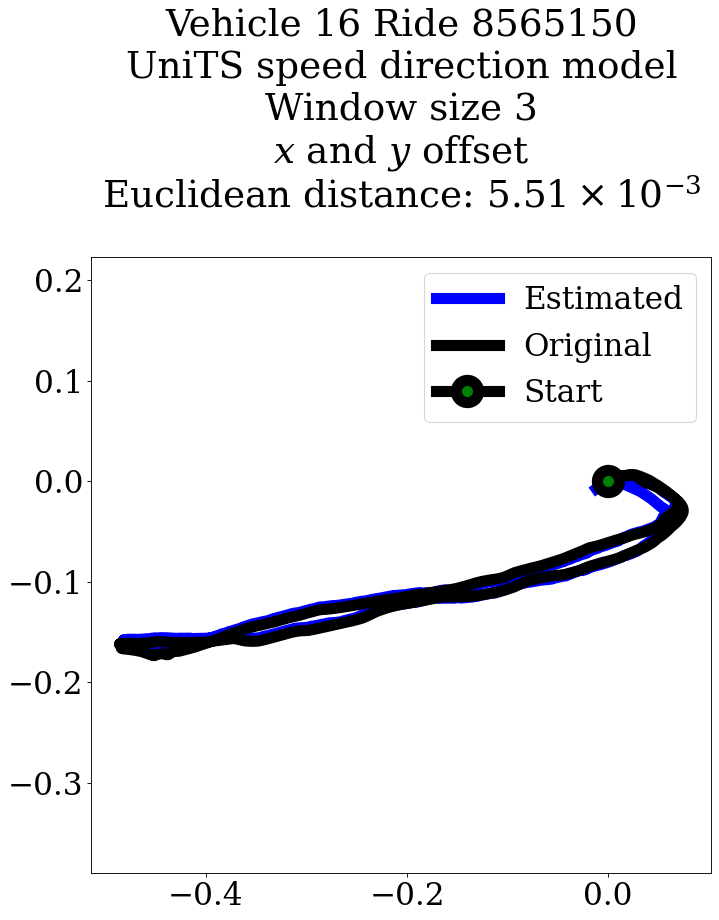 Vehicle 16 Ride 8565150
UniTS speed direction model
Window size 3
x and y offset
Euclidean distance: 5.51 × 10⁻³
0.2
0.1
0.0
−0.1
−0.2
−0.3
Estimated
Original
Start
−0.4
−0.2
0.0